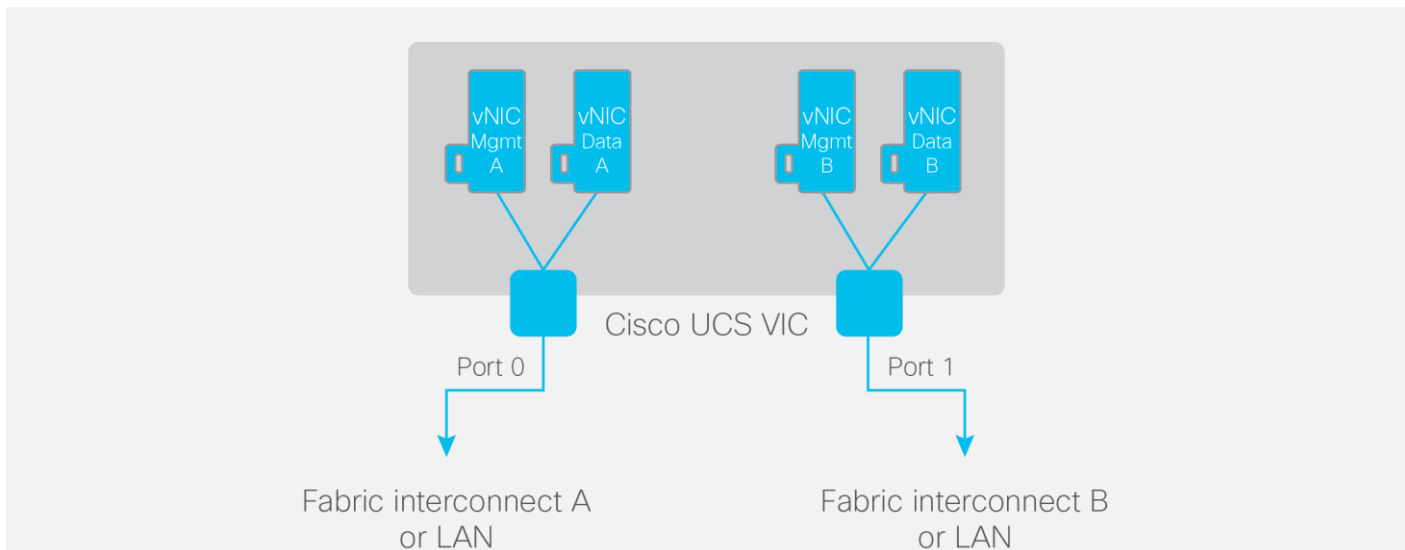 vNIC
Mgmt
A
vNIC
Data
A
vNIC
Mgmt
B
vNIC
Data
B
Cisco UCS VIC
Port 0
Port 1
Fabric interconnect A
or LAN
Fabric interconnect B
or LAN